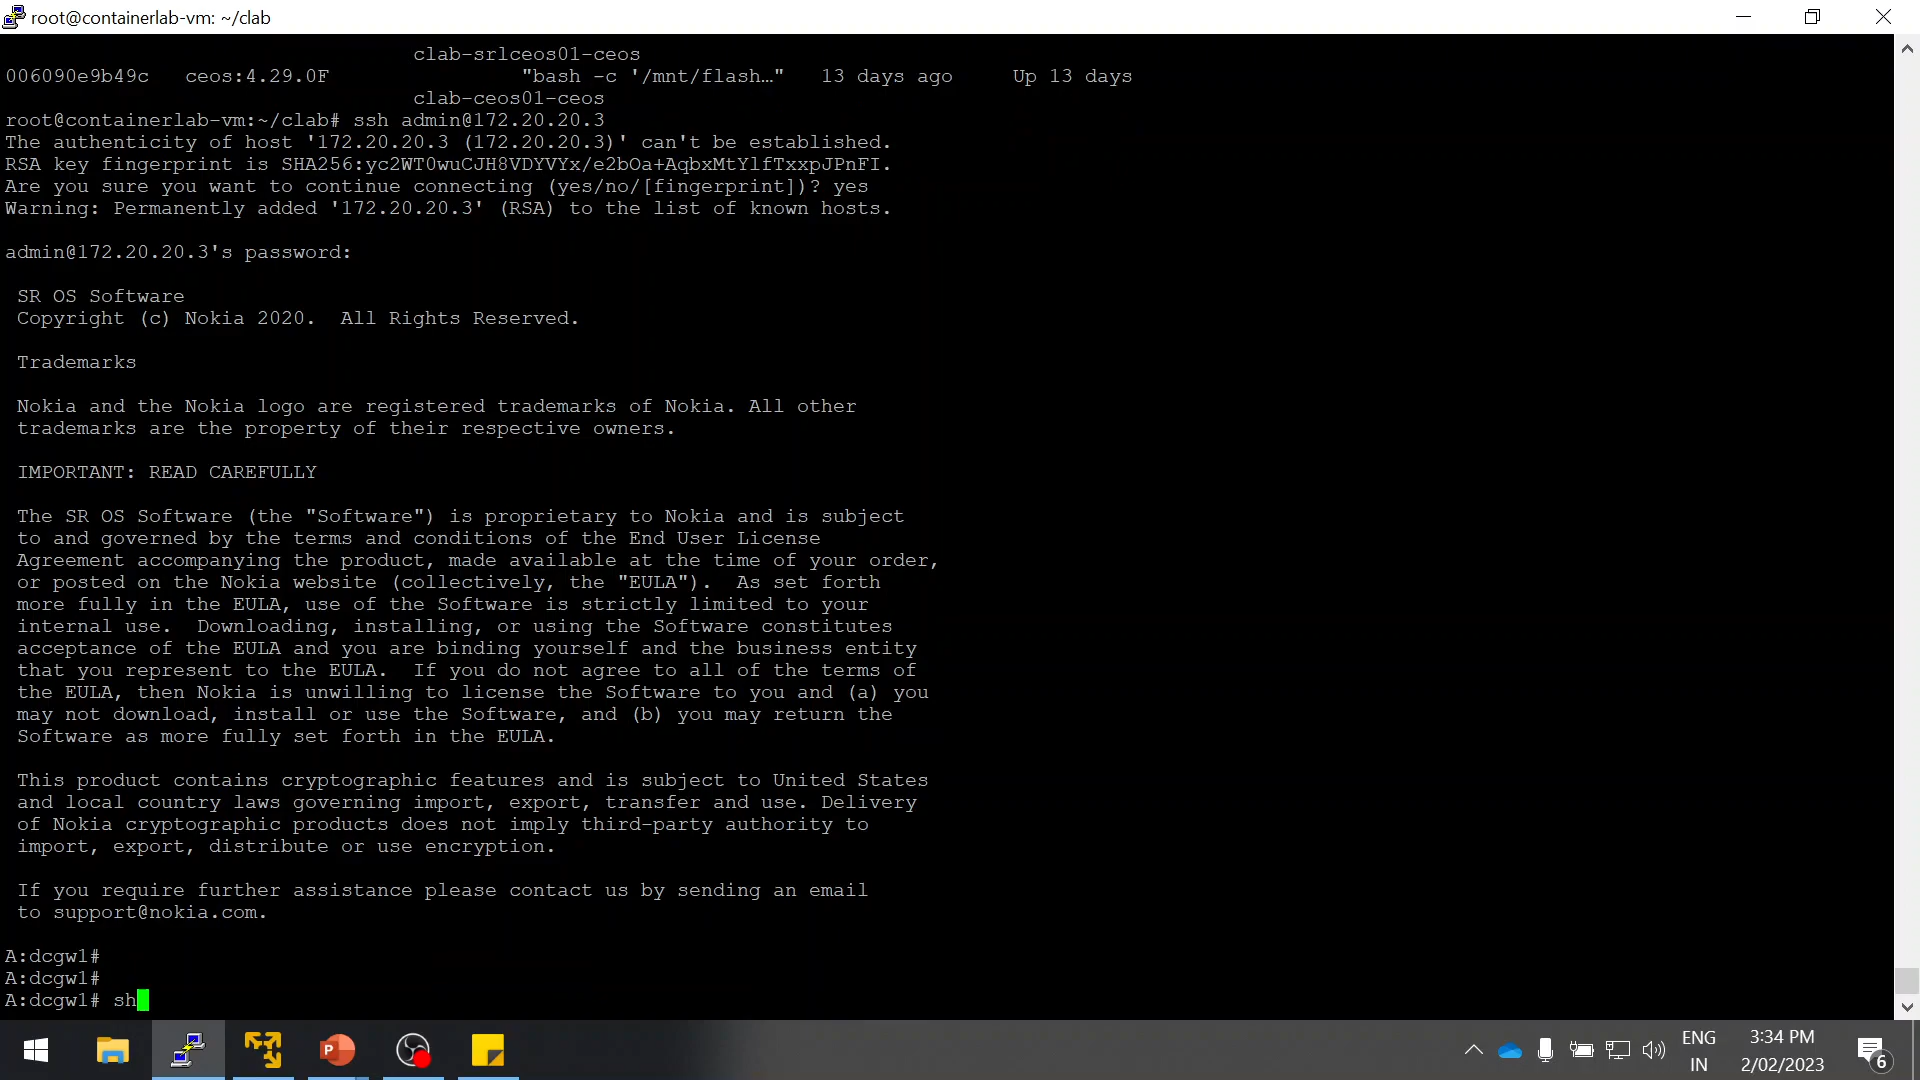 root@containerlab-vm: ~/clab
clab-srlceos01-ceos
006090e9b49c   ceos:4.29.0F                "bash -c '/mnt/flash…"   13 days ago     Up 13 days
clab-ceos01-ceos
root@containerlab-vm:~/clab# ssh admin@172.20.20.3
The authenticity of host '172.20.20.3 (172.20.20.3)' can't be established.
RSA key fingerprint is SHA256:yc2WT0wuCJH8VDYVYx/e2bOa+AqbxMtYlfTxxpJPnFI.
Are you sure you want to continue connecting (yes/no/[fingerprint])? yes
Warning: Permanently added '172.20.20.3' (RSA) to the list of known hosts.
admin@172.20.20.3's password:
SR OS Software
Copyright (c) Nokia 2020.  All Rights Reserved.
Trademarks
Nokia and the Nokia logo are registered trademarks of Nokia. All other
trademarks are the property of their respective owners.
IMPORTANT: READ CAREFULLY
The SR OS Software (the "Software") is proprietary to Nokia and is subject
to and governed by the terms and conditions of the End User License
Agreement accompanying the product, made available at the time of your order,
or posted on the Nokia website (collectively, the "EULA").  As set forth
more fully in the EULA, use of the Software is strictly limited to your
internal use.  Downloading, installing, or using the Software constitutes
acceptance of the EULA and you are binding yourself and the business entity
that you represent to the EULA.  If you do not agree to all of the terms of
the EULA, then Nokia is unwilling to license the Software to you and (a) you
may not download, install or use the Software, and (b) you may return the
Software as more fully set forth in the EULA.
This product contains cryptographic features and is subject to United States
and local country laws governing import, export, transfer and use. Delivery
of Nokia cryptographic products does not imply third-party authority to
import, export, distribute or use encryption.
If you require further assistance please contact us by sending an email
to support@nokia.com.
A:dcgw1#
A:dcgw1#
A:dcgw1# sh
P
ENG
IN
3:34 PM
2/02/2023
6